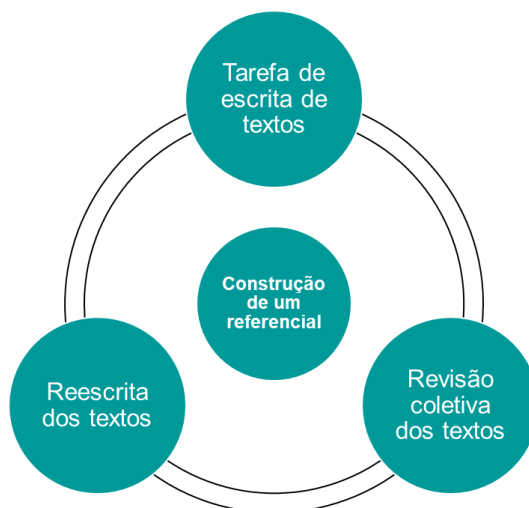 Tarefa de
escrita de
textos
Construção
de um
referencial
Reescrita
dos textos
Revisão
coletiva
dos textos